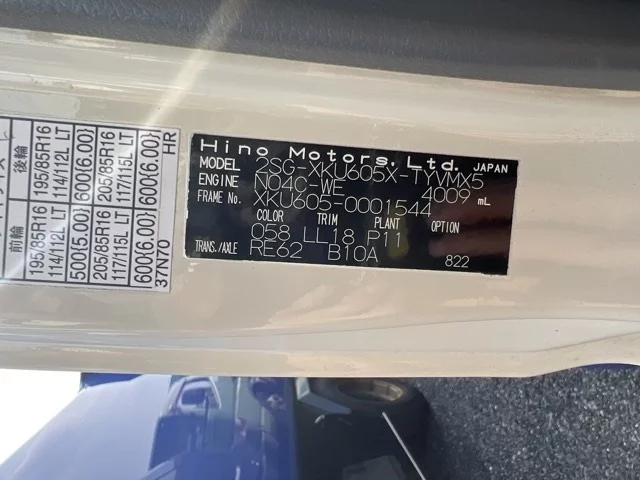 Hino Motors, Ltd. JAPAN
MODEL 2SG-XKU605X-TYVMX5
ENGINE N04C-WE 4009 mL
FRAME No. XKU605-0001544
COLOR TRIM PLANT
058 LL18 P11
TRANS./AXLE RE62 B10A
822
前輪 後輪
195/85R16 195/85R16
114/112L LT 114/112L LT
500(5.00) 600(6.00)
205/85R16 205/85R16
117/115L LT 117/115L LT
600(6.00) 600(6.00)
37N70 HR